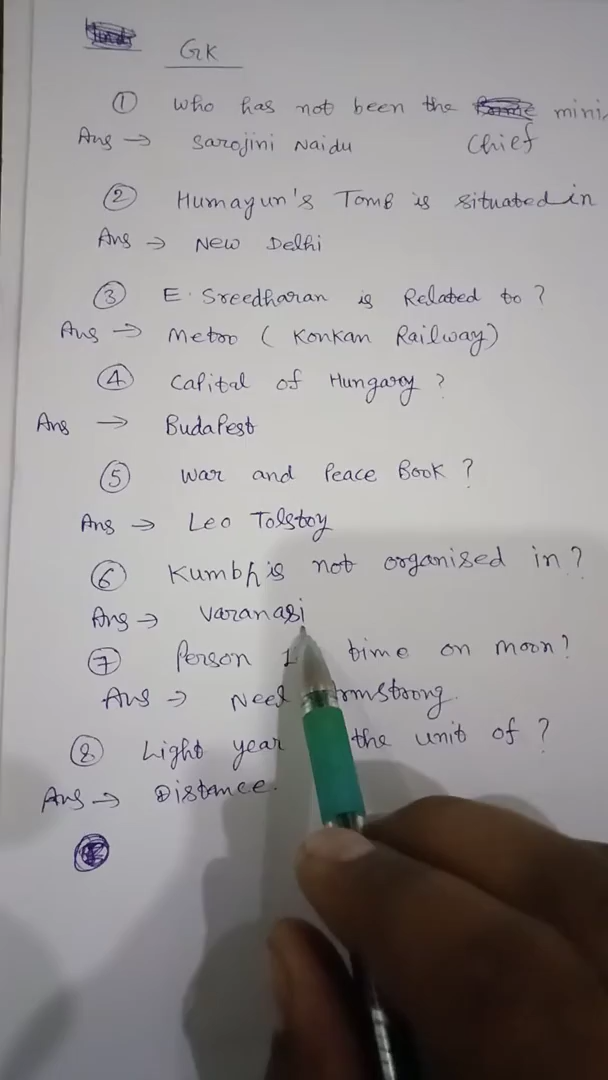 GK
① Who has not been the mini
Ans → Sarojini Naidu Chief
② Humayun's Tomb is situated in
Ans → New Delhi
③ E. Sreedharan is Related to ?
Ans → Metro ( Konkan Railway)
④ Capital of Hungary ?
Ans → Budapest
⑤ War and Peace Book ?
Ans → Leo Tolstoy
⑥ Kumbh is not organised in ?
Ans → Varanasi
⑦ Person 1 time on moon ?
Ans → Neel rmstrong.
⑧ Light year the unit of ?
Ans → Distance.